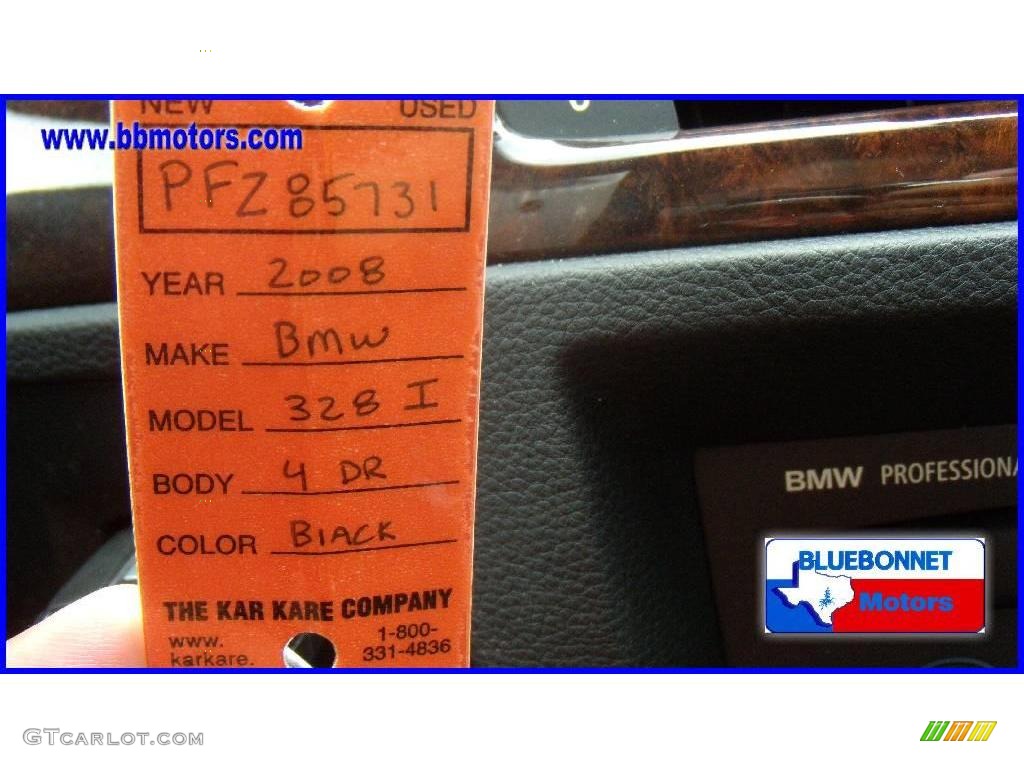 NEW USED
www.bbmotors.com
PFZ85731
YEAR 2008
MAKE BMW
MODEL 328 I
BODY 4 DR
COLOR BlACK
THE KAR KARE COMPANY
www. 1-800-
karkare. 331-4836
BMW PROFESSIONA
BLUEBONNET
Motors
GTCARLOT.COM